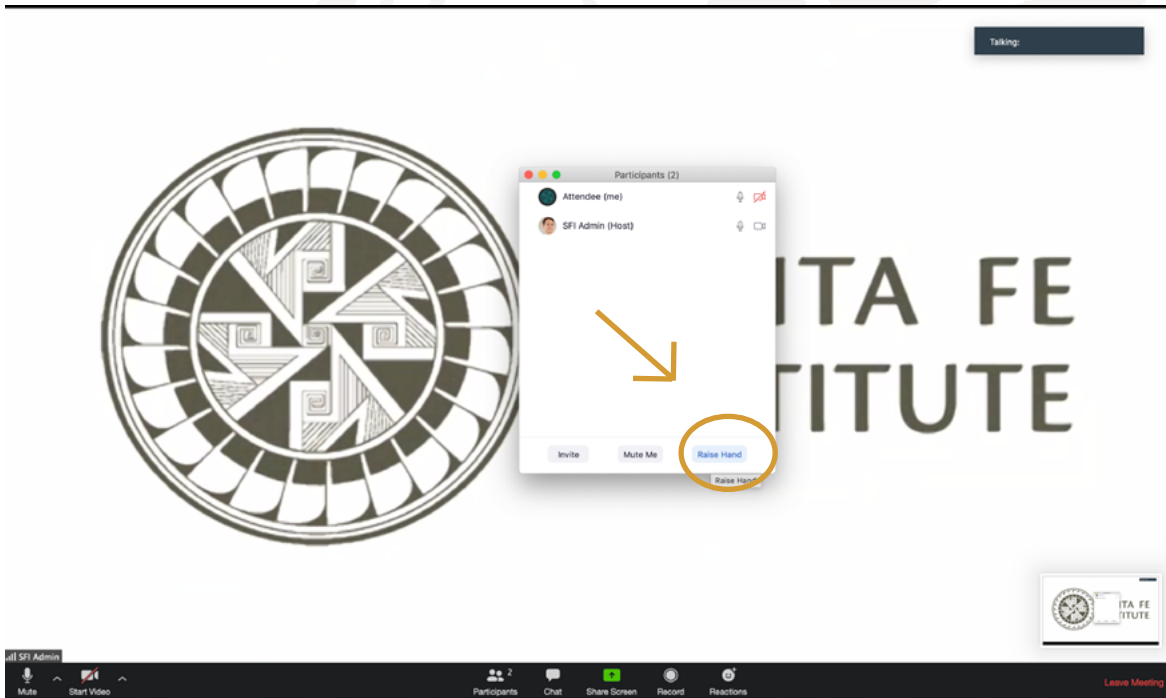 Talking:
Participants (2)
Attendee (me)
SFI Admin (Host)
TA FE
TITUTE
Invite
Mute Me
Raise Hand
Raise Hand
ITA FE
TITUTE
SFI Admin
Mute
Start Video
Participants
2
Chat
Share Screen
Record
Reactions
Leave Meeting